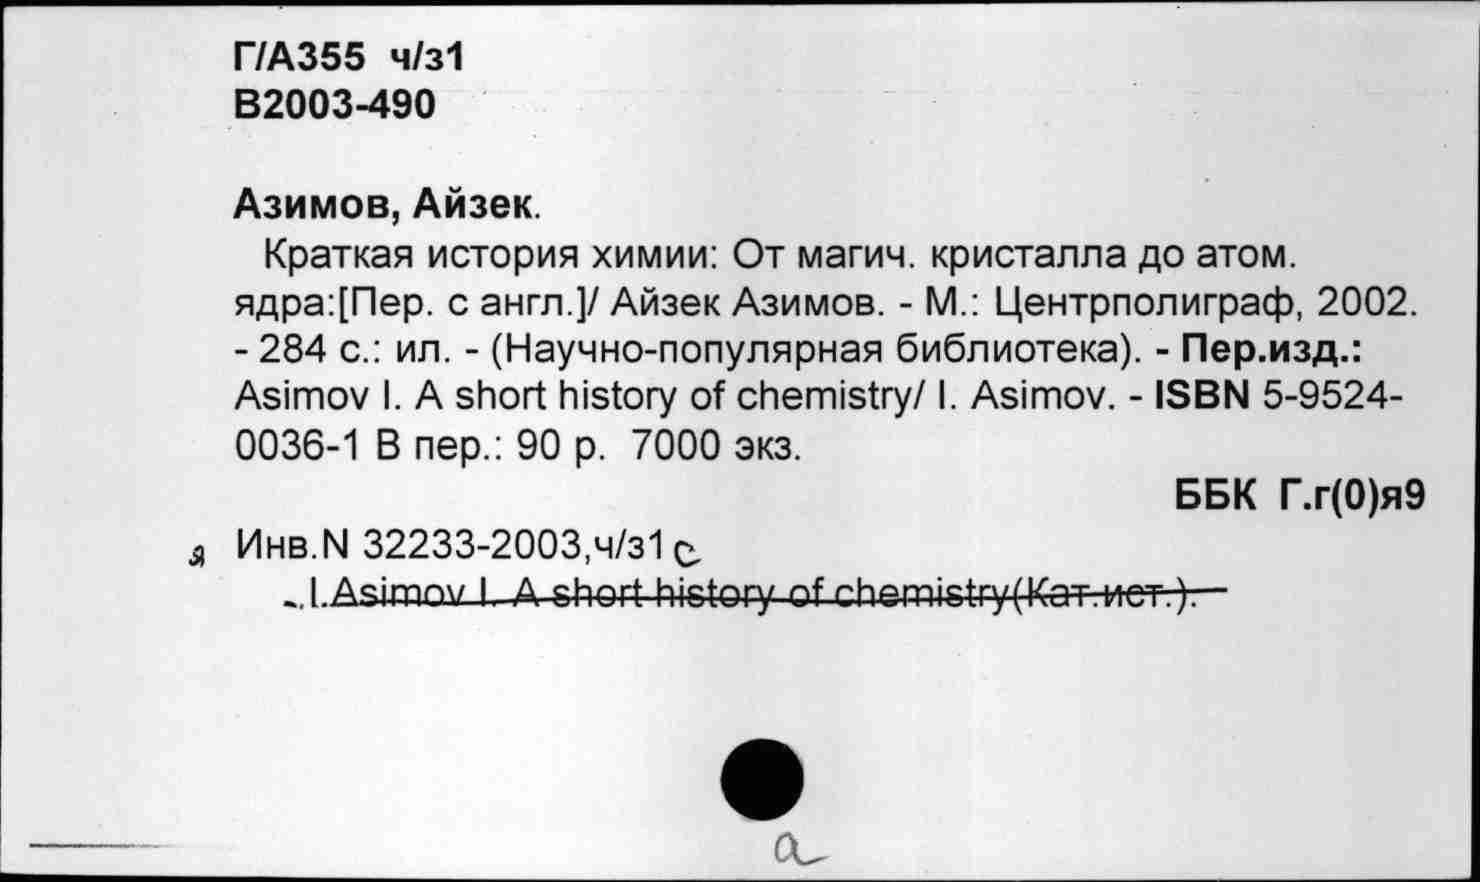 Г/А355 ч/з1
В2003-490
Азимов, Айзек.
Краткая история химии: От магич. кристалла до атом.
ядра:[Пер. с англ.]/ Айзек Азимов. - М.: Центрполиграф, 2002.
- 284 с.: ил. - (Научно-популярная библиотека). - Пер.изд.:
Asimov I. A short history of chemistry/ I. Asimov. - ISBN 5-9524-
0036-1 В пер.: 90 р. 7000 экз.
ББК Г.г(0)я9
Инв.N 32233-2003,ч/з1 с
I.Asimov I. A short history of chemistry(Кат.ист.).
а